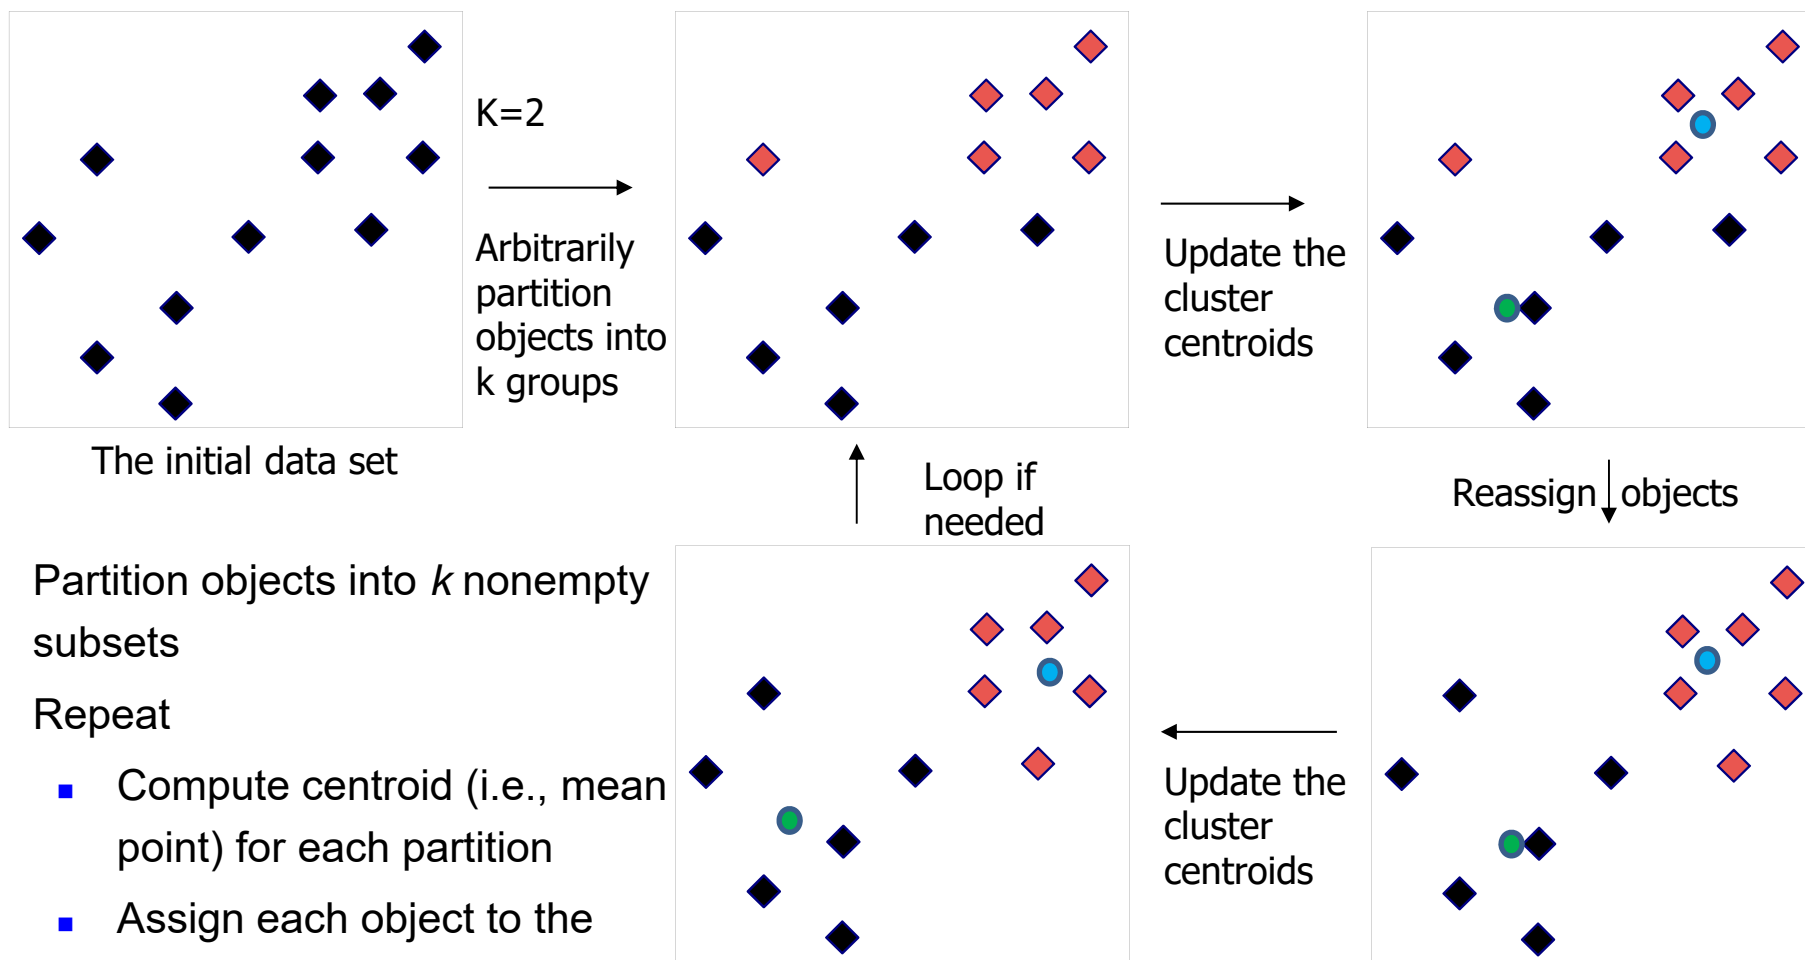 K=2
Arbitrarily
partition
objects into
k groups
Update the
cluster
centroids
The initial data set
Loop if
needed
Reassign objects
Partition objects into k nonempty
subsets
Repeat
Compute centroid (i.e., mean
point) for each partition
Assign each object to the
Update the
cluster
centroids